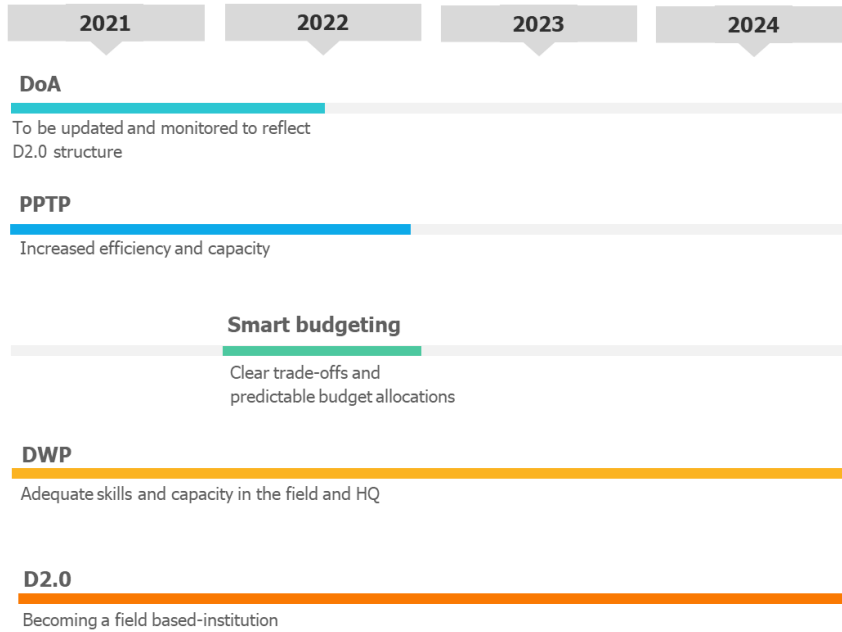 2021 2022 2023 2024
DoA
To be updated and monitored to reflect
D2.0 structure
PPTP
Increased efficiency and capacity
Smart budgeting
Clear trade-offs and
predictable budget allocations
DWP
Adequate skills and capacity in the field and HQ
D2.0
Becoming a field based-institution